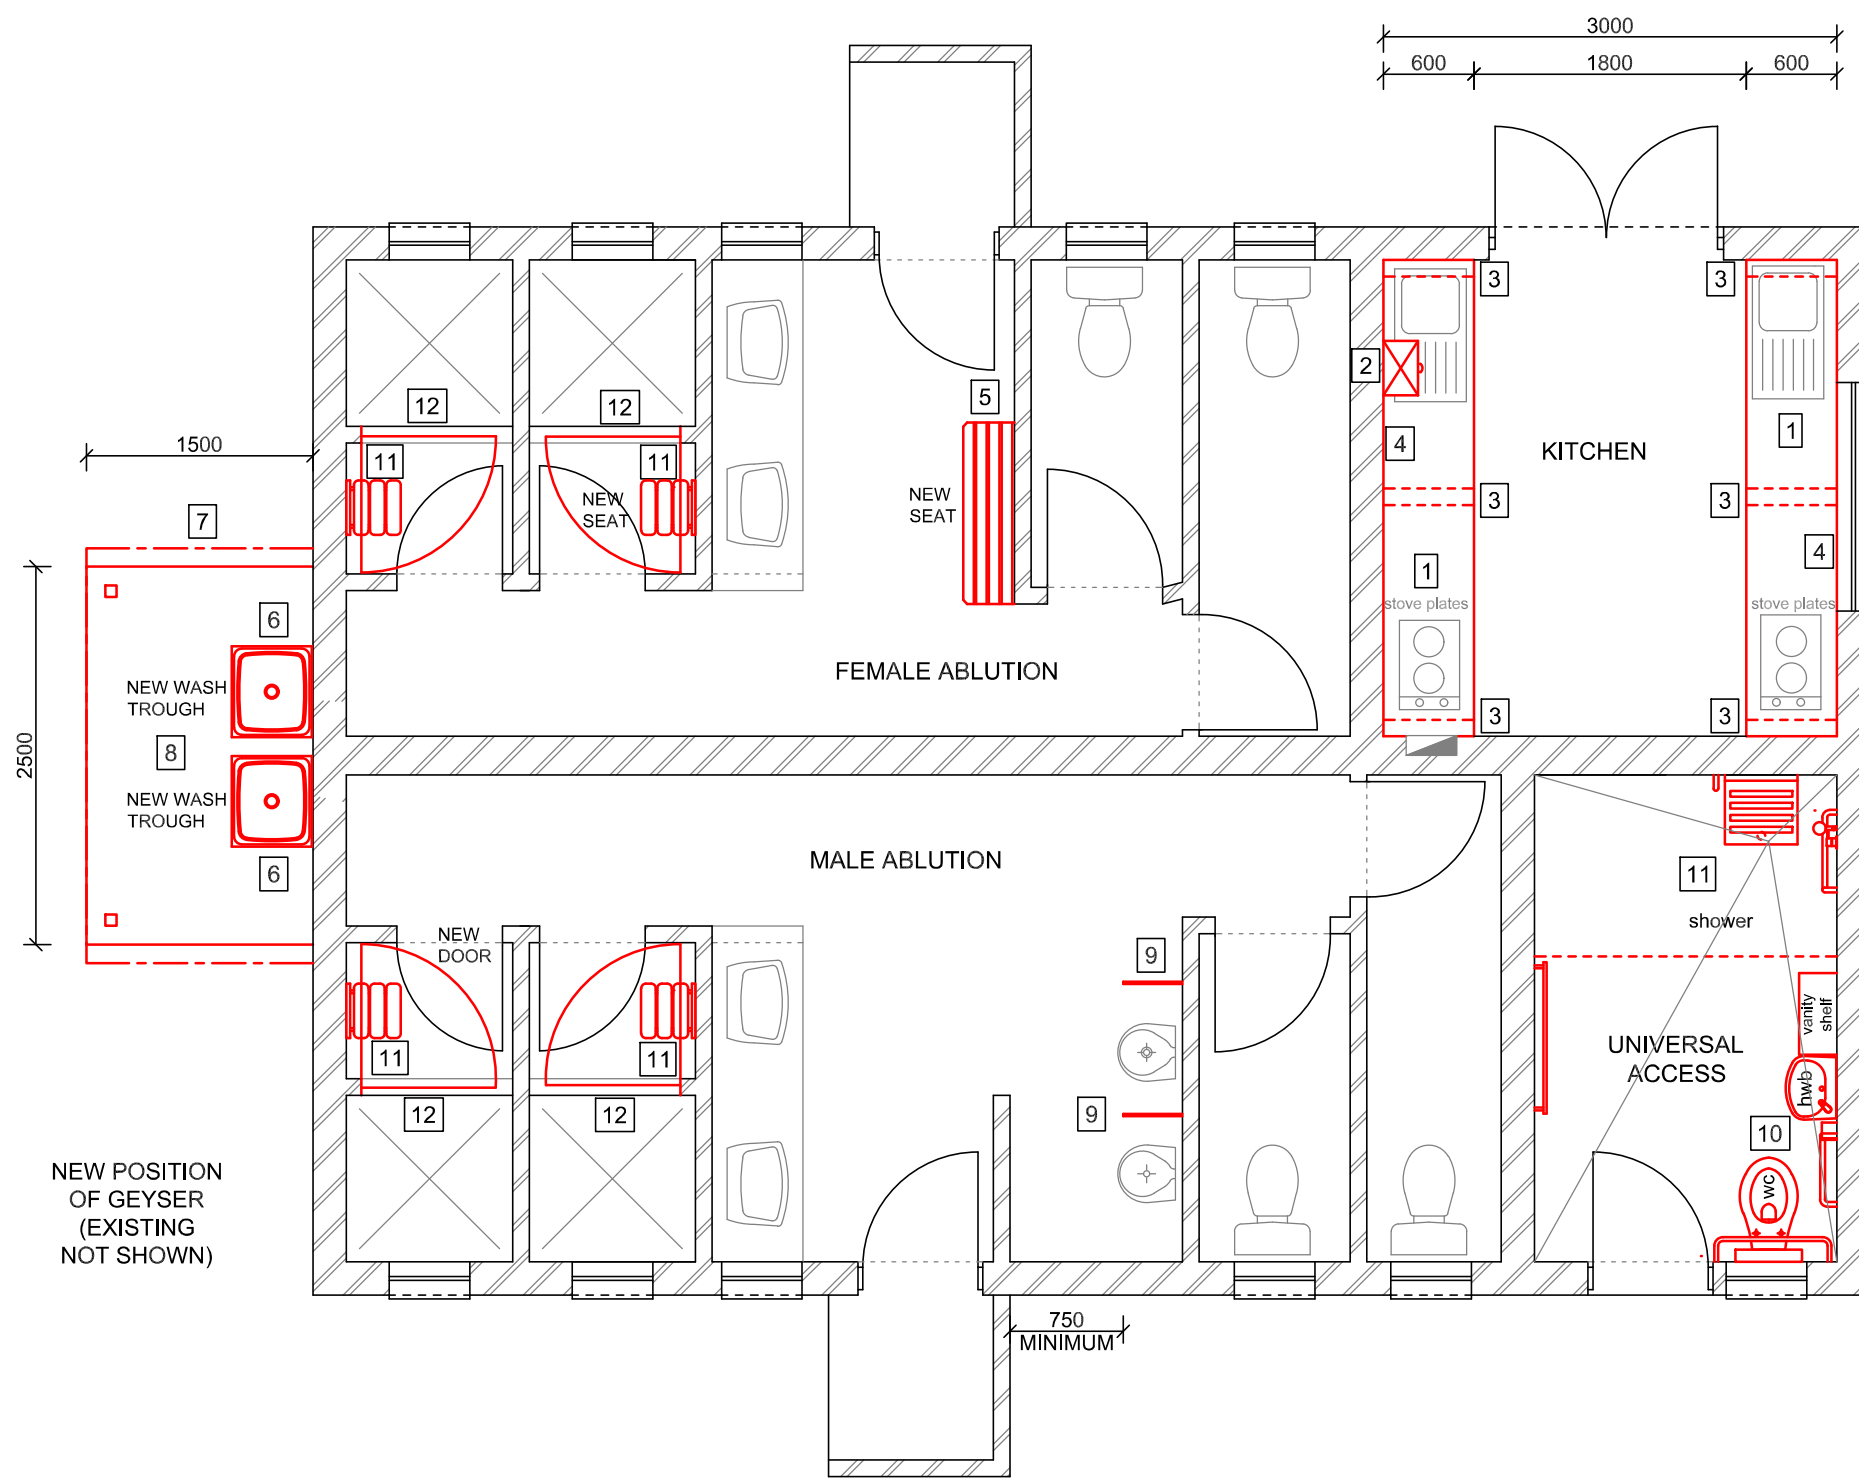 3000
600
1800
600
3
3
2
12
12
5
4
KITCHEN
1
1500
11
11
NEW
SEAT
NEW
SEAT
3
3
7
4
1
stove plates
stove plates
6
FEMALE ABLUTION
NEW WASH
TROUGH
3
3
2500
8
NEW WASH
TROUGH
6
MALE ABLUTION
11
shower
NEW
DOOR
9
vanity
shelf
11
11
UNIVERSAL
ACCESS
hwb
12
12
9
10
wc
NEW POSITION
OF GEYSER
(EXISTING
NOT SHOWN)
750
MINIMUM